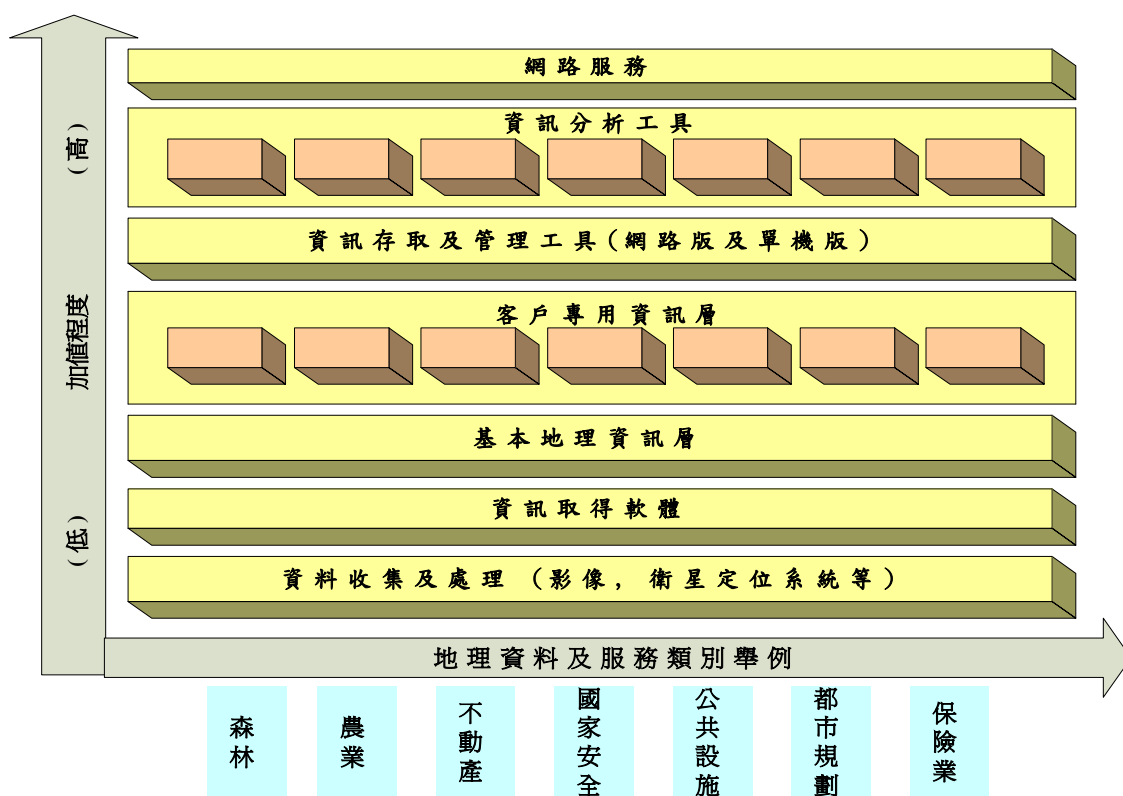 網路服務
資訊分析工具
資訊存取及管理工具(網路版及單機版)
客戶專用資訊層
基本地理資訊層
資訊取得軟體
資料收集及處理 (影像, 衛星定位系統等)
(高)
加值程度
(低)
地理資料及服務類別舉例
森林
農業
不動產
國家安全
公共設施
都市規劃
保險業